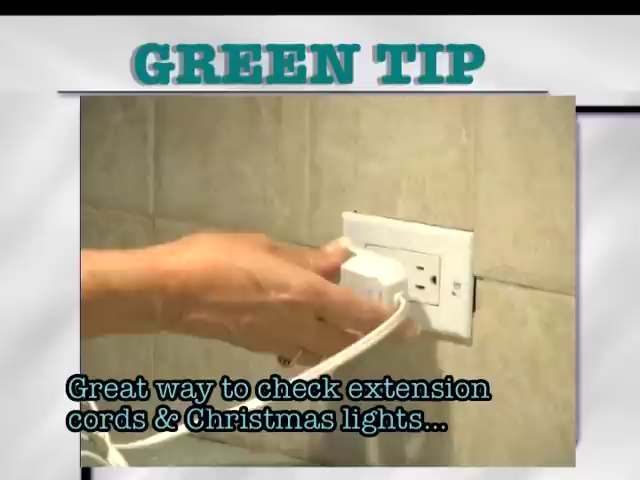 GREEN TIP
Great way to check extension
cords & Christmas lights...